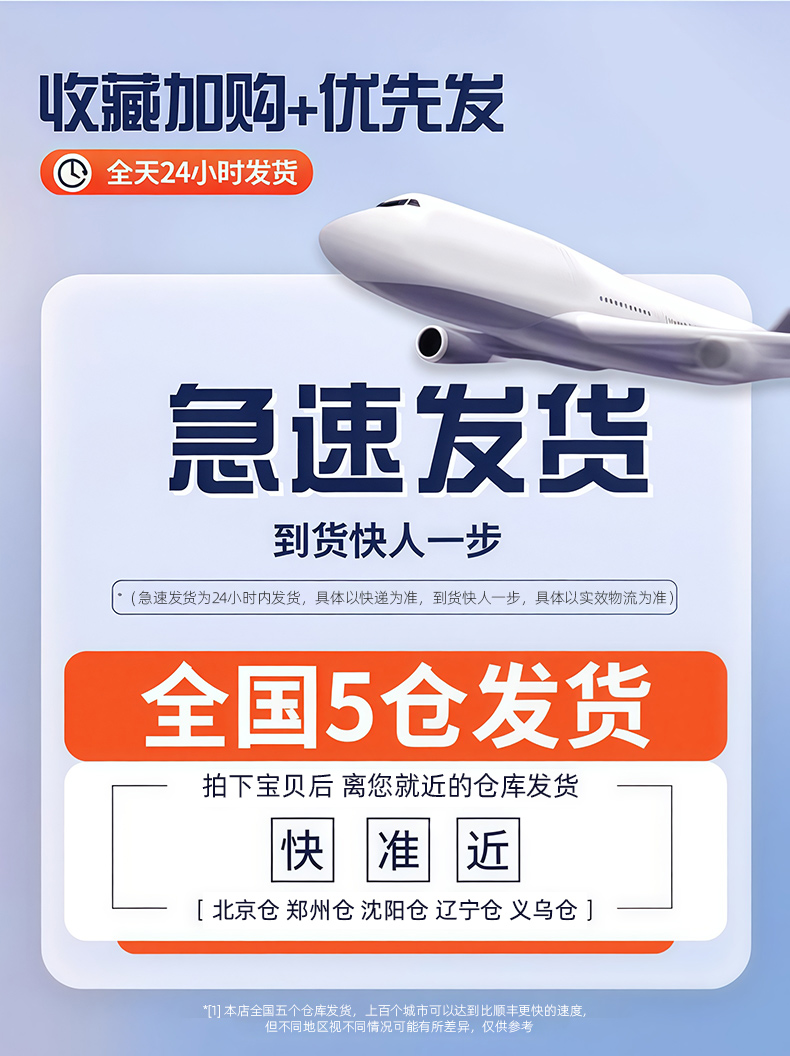 收藏加购+优先发
全天24小时发货
急速发货
到货快人一步
*（急速发货为24小时内发货，具体以快递为准，到货快人一步，具体以实效物流为准）
全国5仓发货
拍下宝贝后 离您就近的仓库发货
快 准 近
[ 北京仓 郑州仓 沈阳仓 辽宁仓 义乌仓 ]
*[1] 本店全国五个仓库发货，上百个城市可以达到比顺丰更快的速度，
但不同地区视不同情况可能有所差异，仅供参考